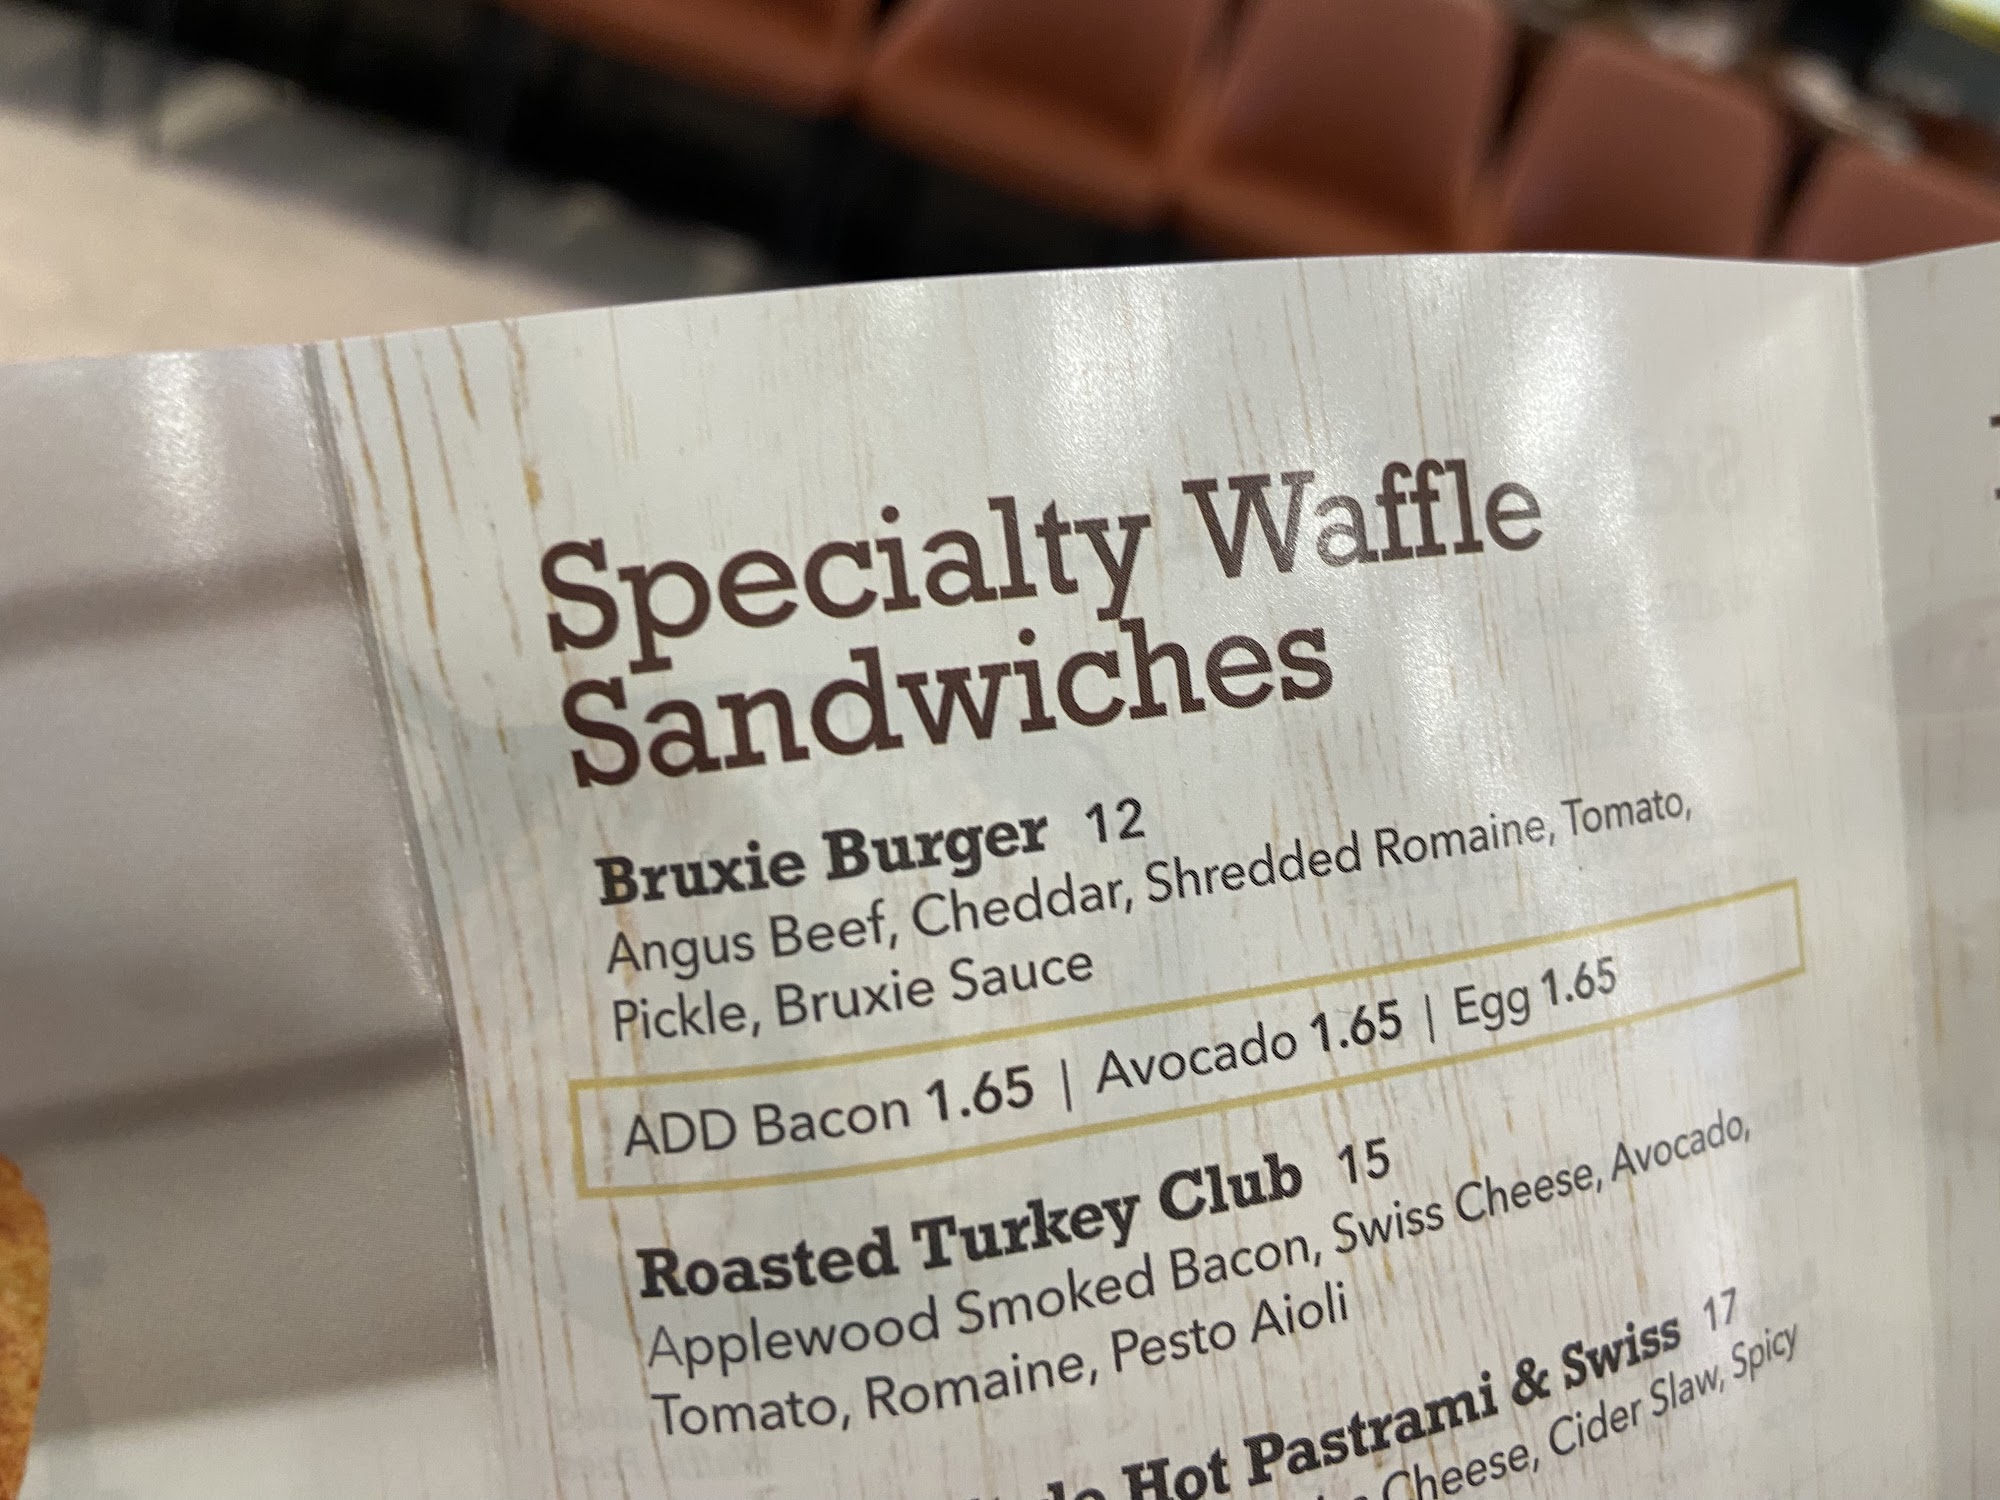 Specialty Waffle
Sandwiches
Bruxie Burger 12
Angus Beef, Cheddar, Shredded Romaine, Tomato,
Pickle, Bruxie Sauce
ADD Bacon 1.65 | Avocado 1.65 | Egg 1.65
Roasted Turkey Club 15
Applewood Smoked Bacon, Swiss Cheese, Avocado,
Tomato, Romaine, Pesto Aioli
Hot Pastrami & Swiss 17
Cheese, Cider Slaw, Spicy